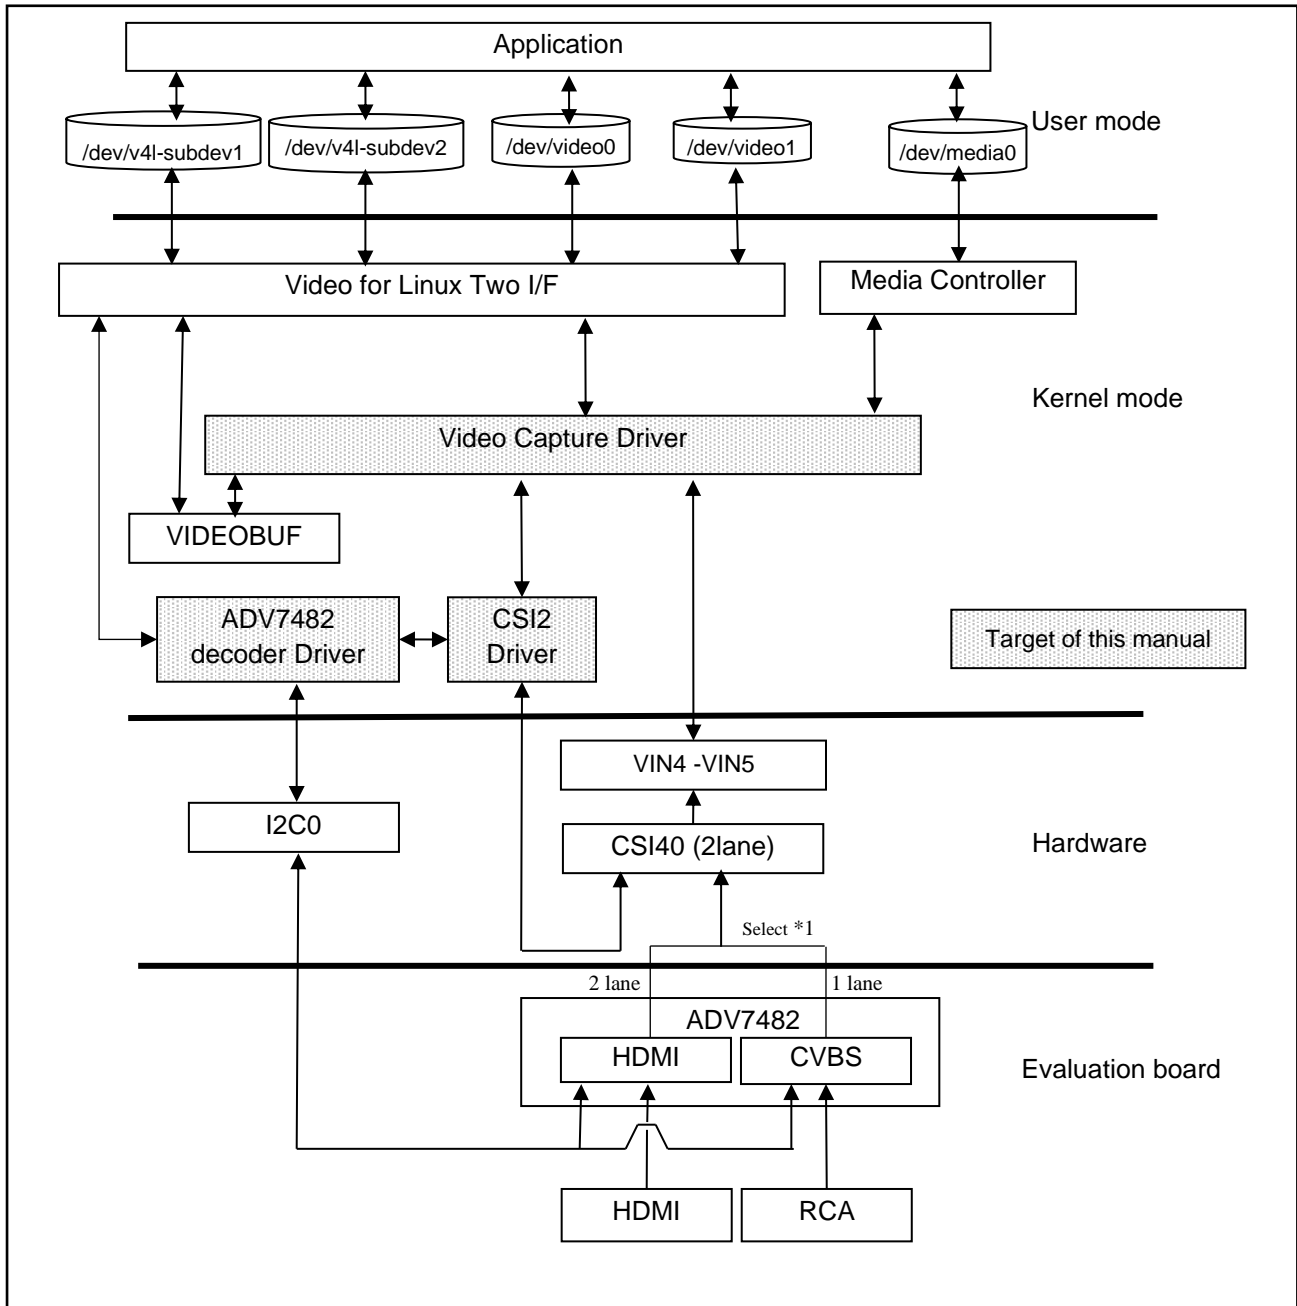 Application
/dev/v4l-subdev1
/dev/v4l-subdev2
/dev/video0
/dev/video1
/dev/media0
User mode
Video for Linux Two I/F
Media Controller
Kernel mode
Video Capture Driver
VIDEOBUF
ADV7482
decoder Driver
CSI2
Driver
Target of this manual
VIN4 -VIN5
I2C0
CSI40 (2lane)
Hardware
Select *1
2 lane
1 lane
ADV7482
HDMI
CVBS
Evaluation board
HDMI
RCA